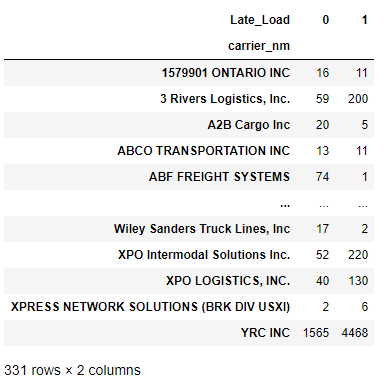 Late_Load 0 1
carrier_nm
1579901 ONTARIO INC 16 11
3 Rivers Logistics, Inc. 59 200
A2B Cargo Inc 20 5
ABCO TRANSPORTATION INC 13 11
ABF FREIGHT SYSTEMS 74 1
... ... ...
Wiley Sanders Truck Lines, Inc 17 2
XPO Intermodal Solutions Inc. 52 220
XPO LOGISTICS, INC. 40 130
XPRESS NETWORK SOLUTIONS (BRK DIV USXI) 2 6
YRC INC 1565 4468
331 rows × 2 columns